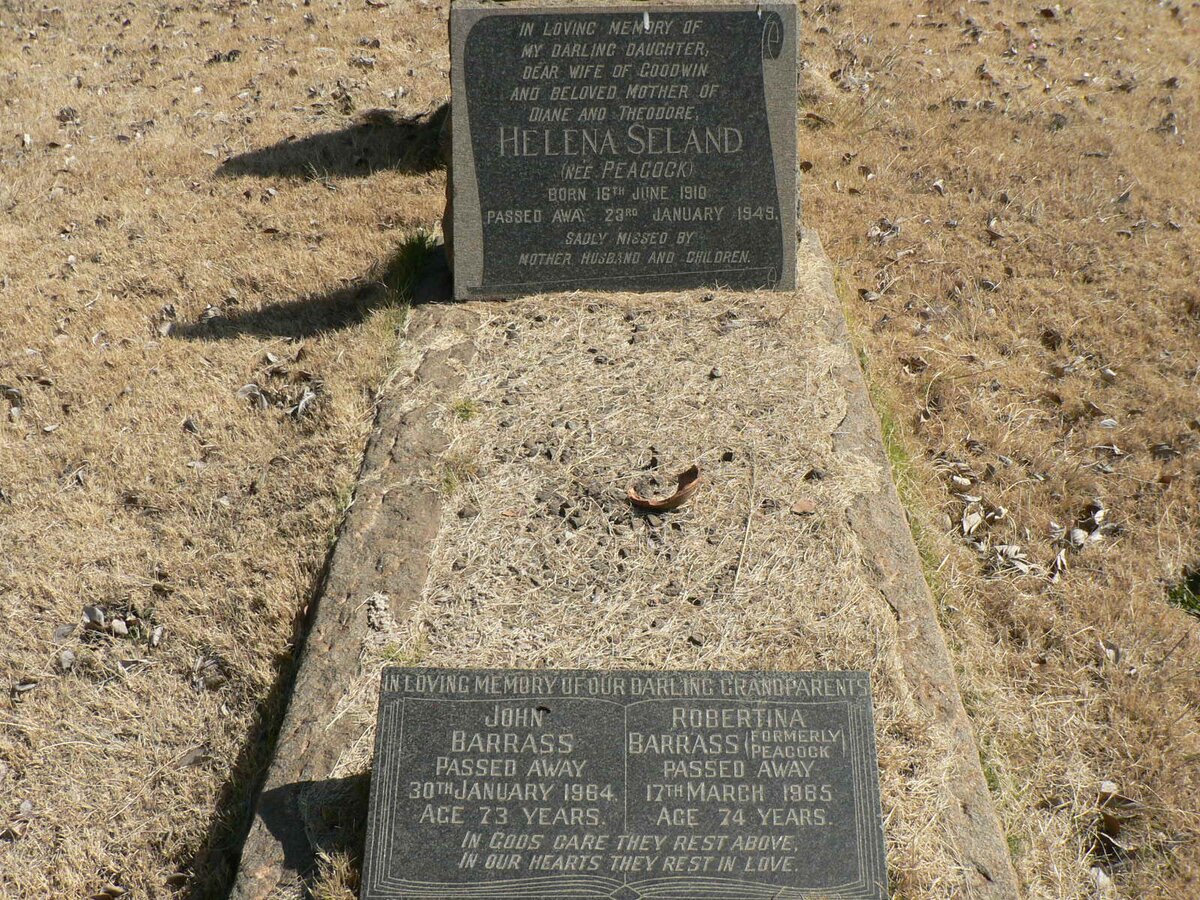 IN LOVING MEMORY OF
MY DARLING DAUGHTER,
DEAR WIFE OF GOODWIN
AND BELOVED MOTHER OF
DIANE AND THEODORE,
HELENA SELAND
(NÉE PEACOCK)
BORN 16TH JUNE 1910
PASSED AWAY 23RD JANUARY 1949.
SADLY MISSED BY
MOTHER HUSBAND AND CHILDREN.
IN LOVING MEMORY OF OUR DARLING GRANDPARENTS
JOHN
BARRASS
PASSED AWAY
30TH JANUARY 1964.
AGE 73 YEARS.
ROBERTINA
BARRASS (FORMERLY PEACOCK)
PASSED AWAY
17TH MARCH 1965
AGE 74 YEARS.
IN GODS CARE THEY REST ABOVE,
IN OUR HEARTS THEY REST IN LOVE.